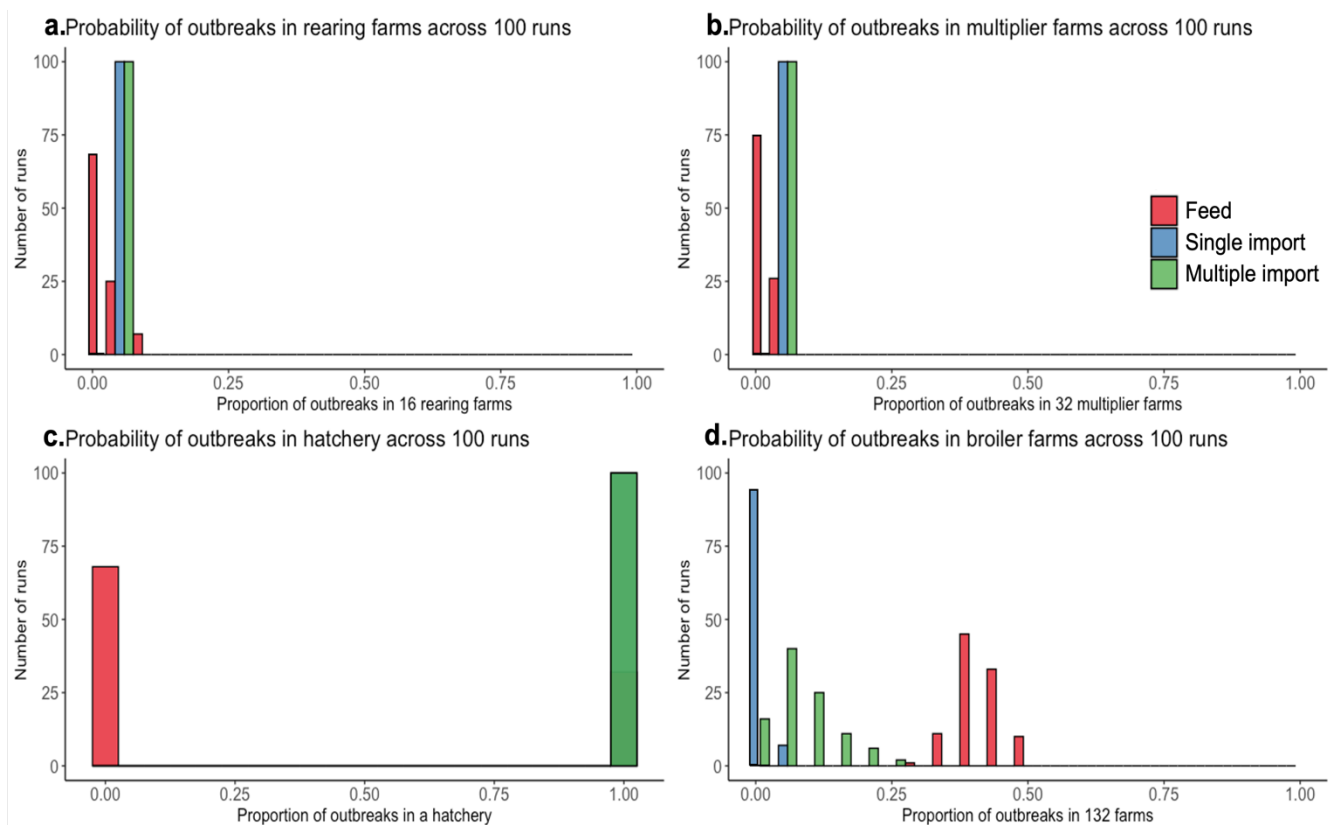 a. Probability of outbreaks in rearing farms across 100 runs
Number of runs
100
75
50
25
0
0.00 0.25 0.50 0.75 1.00
Proportion of outbreaks in 16 rearing farms
b. Probability of outbreaks in multiplier farms across 100 runs
Number of runs
100
75
50
25
0
Feed
Single import
Multiple import
0.00 0.25 0.50 0.75 1.00
Proportion of outbreaks in 32 multiplier farms
c. Probability of outbreaks in hatchery across 100 runs
Number of runs
100
75
50
25
0
0.00 0.25 0.50 0.75 1.00
Proportion of outbreaks in a hatchery
d. Probability of outbreaks in broiler farms across 100 runs
Number of runs
100
75
50
25
0
0.00 0.25 0.50 0.75 1.00
Proportion of outbreaks in 132 farms